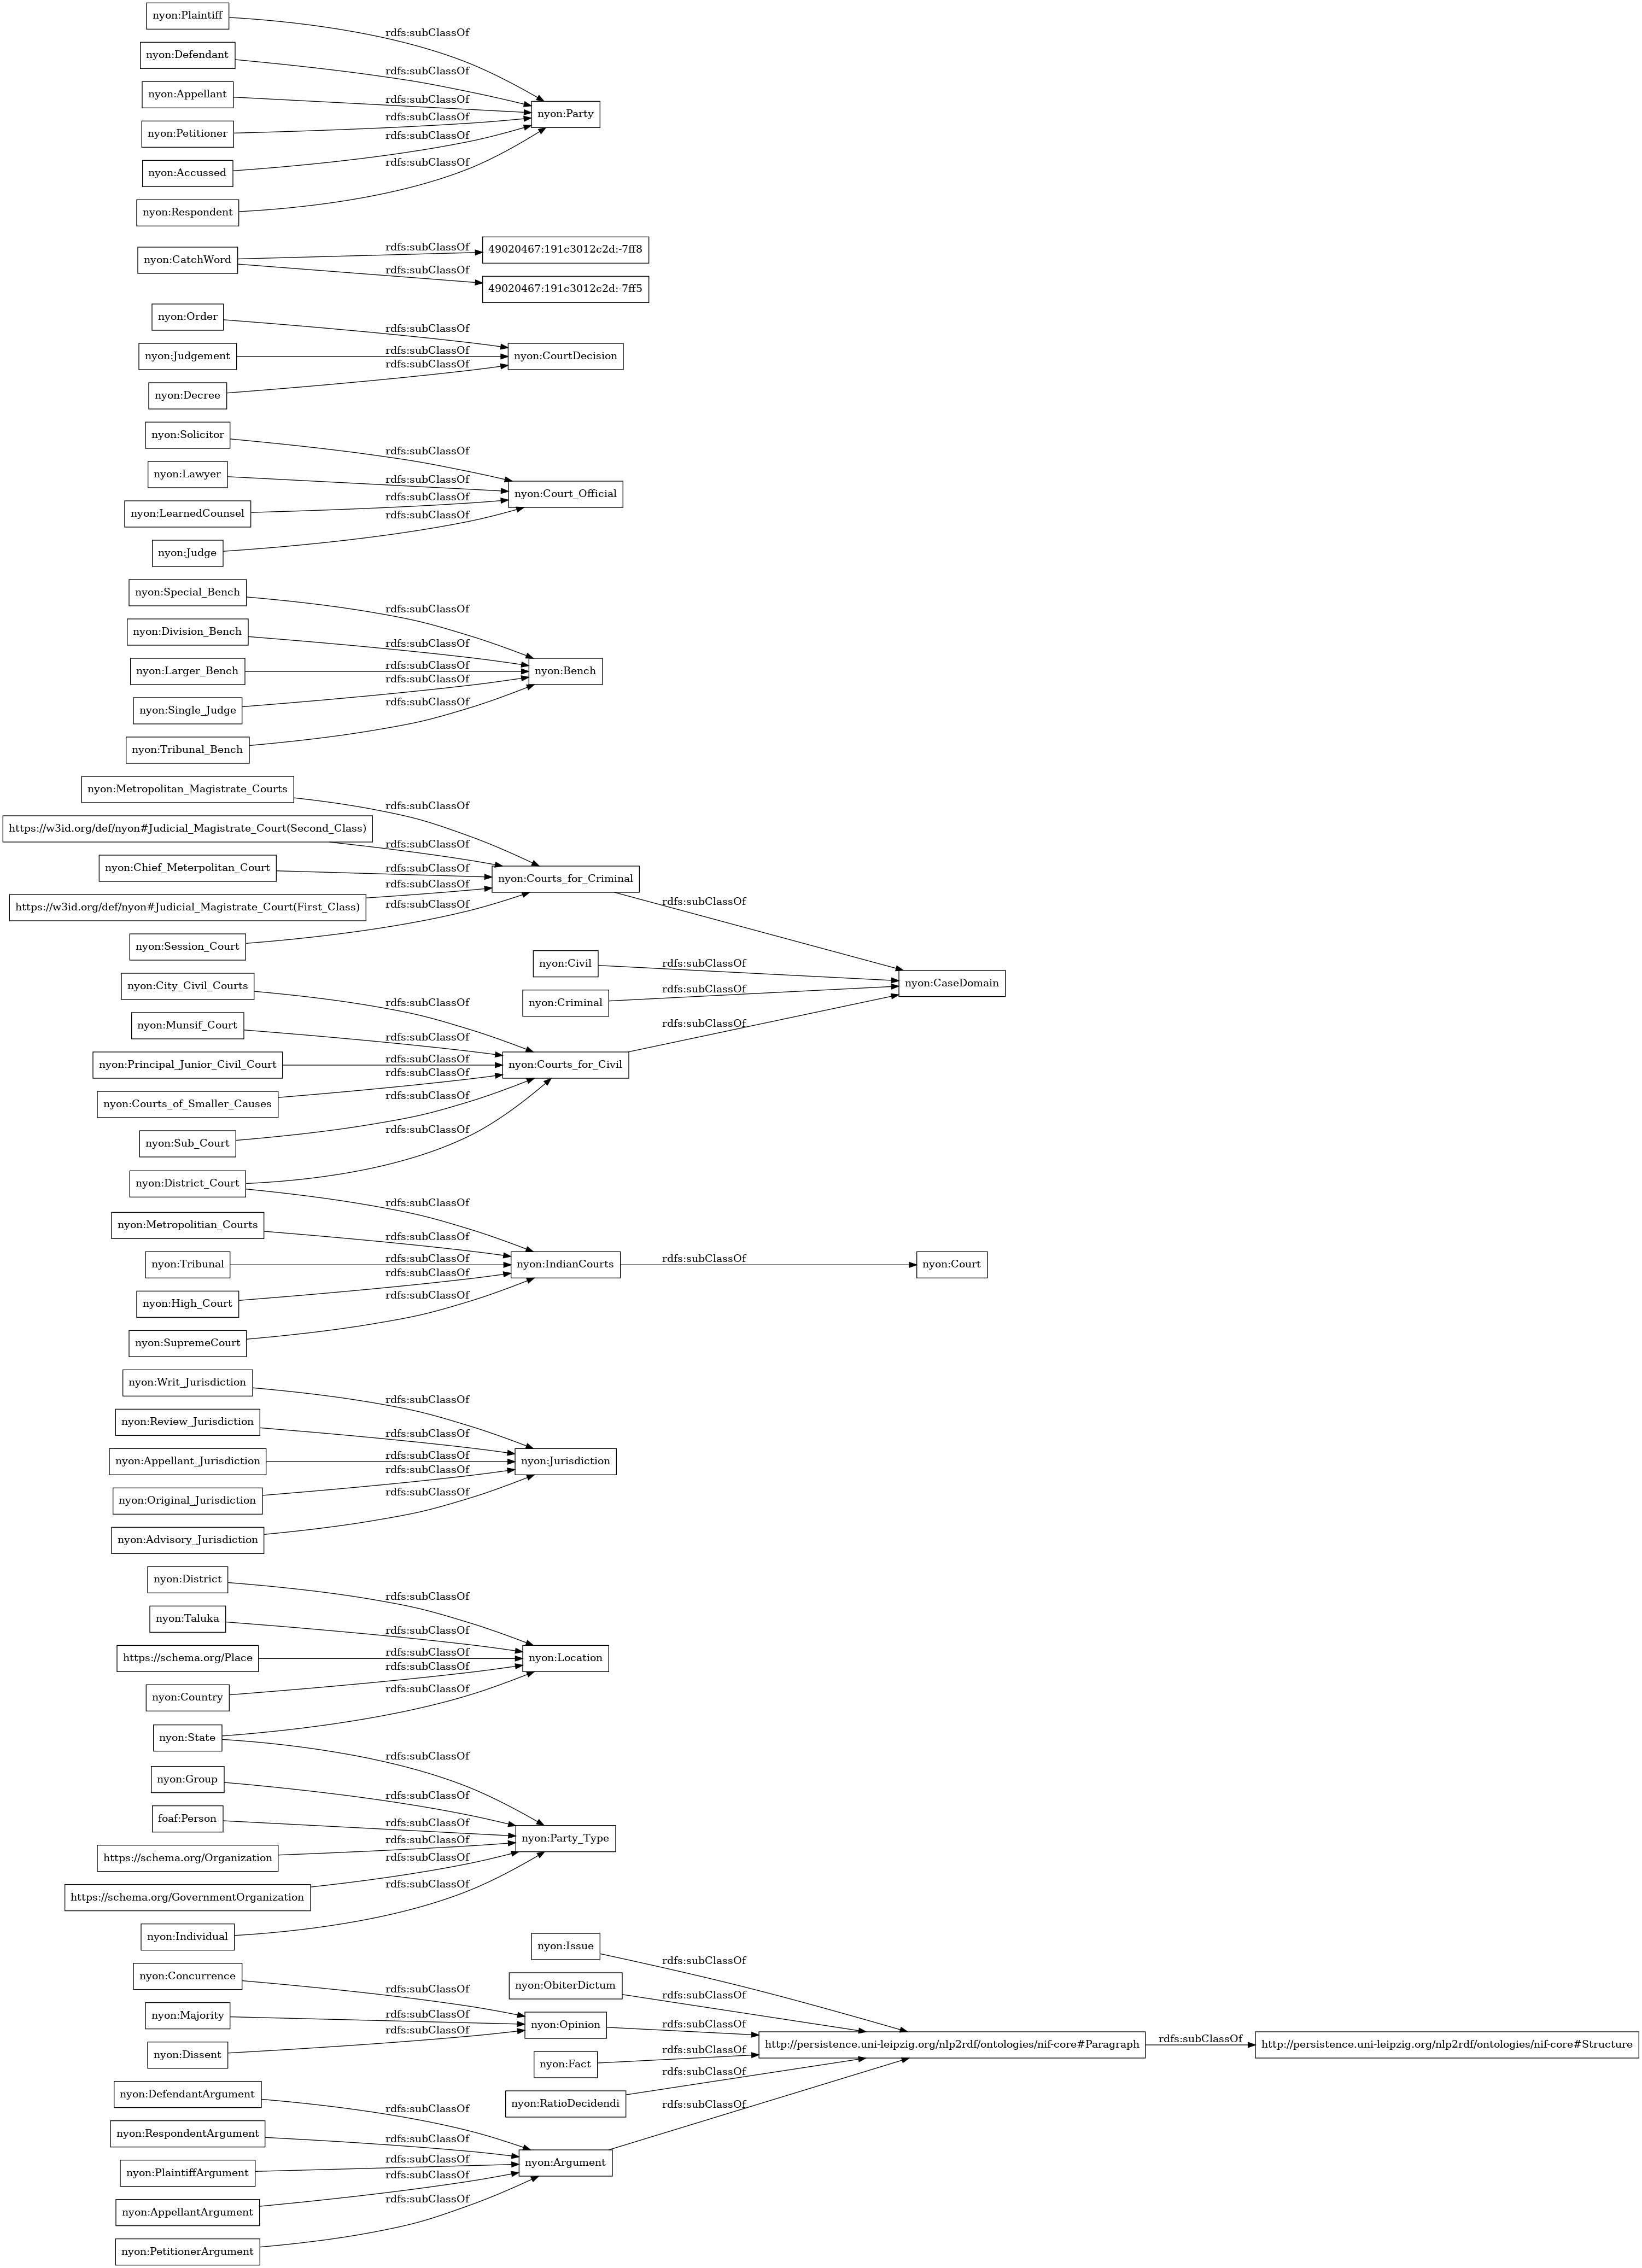 nyon:Plaintiff
rdfs:subClassOf
nyon:Defendant
rdfs:subClassOf
nyon:Appellant
rdfs:subClassOf
nyon:Party
nyon:Petitioner
rdfs:subClassOf
nyon:Accussed
rdfs:subClassOf
nyon:Respondent
rdfs:subClassOf
nyon:CatchWord
rdfs:subClassOf
49020467:191c3012c2d:-7ff8
rdfs:subClassOf
49020467:191c3012c2d:-7ff5
nyon:Order
rdfs:subClassOf
nyon:Judgement
rdfs:subClassOf
nyon:CourtDecision
nyon:Decree
rdfs:subClassOf
nyon:Solicitor
rdfs:subClassOf
nyon:Lawyer
rdfs:subClassOf
nyon:Court_Official
nyon:LearnedCounsel
rdfs:subClassOf
nyon:Judge
rdfs:subClassOf
nyon:Special_Bench
rdfs:subClassOf
nyon:Division_Bench
rdfs:subClassOf
nyon:Larger_Bench
rdfs:subClassOf
nyon:Bench
nyon:Single_Judge
rdfs:subClassOf
nyon:Tribunal_Bench
rdfs:subClassOf
nyon:Metropolitan_Magistrate_Courts
rdfs:subClassOf
https://w3id.org/def/nyon#Judicial_Magistrate_Court(Second_Class)
rdfs:subClassOf
nyon:Chief_Meterpolitan_Court
rdfs:subClassOf
nyon:Courts_for_Criminal
https://w3id.org/def/nyon#Judicial_Magistrate_Court(First_Class)
rdfs:subClassOf
nyon:Session_Court
rdfs:subClassOf
rdfs:subClassOf
nyon:Civil
rdfs:subClassOf
nyon:CaseDomain
nyon:Criminal
rdfs:subClassOf
nyon:City_Civil_Courts
rdfs:subClassOf
nyon:Munsif_Court
rdfs:subClassOf
nyon:Principal_Junior_Civil_Court
rdfs:subClassOf
nyon:Courts_for_Civil
rdfs:subClassOf
nyon:Courts_of_Smaller_Causes
rdfs:subClassOf
nyon:Sub_Court
rdfs:subClassOf
nyon:District_Court
rdfs:subClassOf
rdfs:subClassOf
nyon:Metropolitian_Courts
rdfs:subClassOf
nyon:Tribunal
rdfs:subClassOf
nyon:IndianCourts
rdfs:subClassOf
nyon:Court
nyon:High_Court
rdfs:subClassOf
nyon:SupremeCourt
rdfs:subClassOf
nyon:Writ_Jurisdiction
rdfs:subClassOf
nyon:Review_Jurisdiction
rdfs:subClassOf
nyon:Appellant_Jurisdiction
rdfs:subClassOf
nyon:Jurisdiction
nyon:Original_Jurisdiction
rdfs:subClassOf
nyon:Advisory_Jurisdiction
rdfs:subClassOf
nyon:District
rdfs:subClassOf
nyon:Taluka
rdfs:subClassOf
https://schema.org/Place
rdfs:subClassOf
nyon:Location
nyon:Country
rdfs:subClassOf
nyon:State
rdfs:subClassOf
rdfs:subClassOf
nyon:Group
rdfs:subClassOf
foaf:Person
rdfs:subClassOf
nyon:Party_Type
https://schema.org/Organization
rdfs:subClassOf
https://schema.org/GovernmentOrganization
rdfs:subClassOf
nyon:Individual
rdfs:subClassOf
nyon:Issue
rdfs:subClassOf
nyon:ObiterDictum
rdfs:subClassOf
nyon:Concurrence
rdfs:subClassOf
nyon:Majority
rdfs:subClassOf
nyon:Opinion
rdfs:subClassOf
nyon:Dissent
rdfs:subClassOf
nyon:Fact
rdfs:subClassOf
http://persistence.uni-leipzig.org/nlp2rdf/ontologies/nif-core#Paragraph
rdfs:subClassOf
http://persistence.uni-leipzig.org/nlp2rdf/ontologies/nif-core#Structure
nyon:RatioDecidendi
rdfs:subClassOf
nyon:DefendantArgument
rdfs:subClassOf
nyon:RespondentArgument
rdfs:subClassOf
nyon:PlaintiffArgument
rdfs:subClassOf
nyon:Argument
rdfs:subClassOf
nyon:AppellantArgument
rdfs:subClassOf
nyon:PetitionerArgument
rdfs:subClassOf